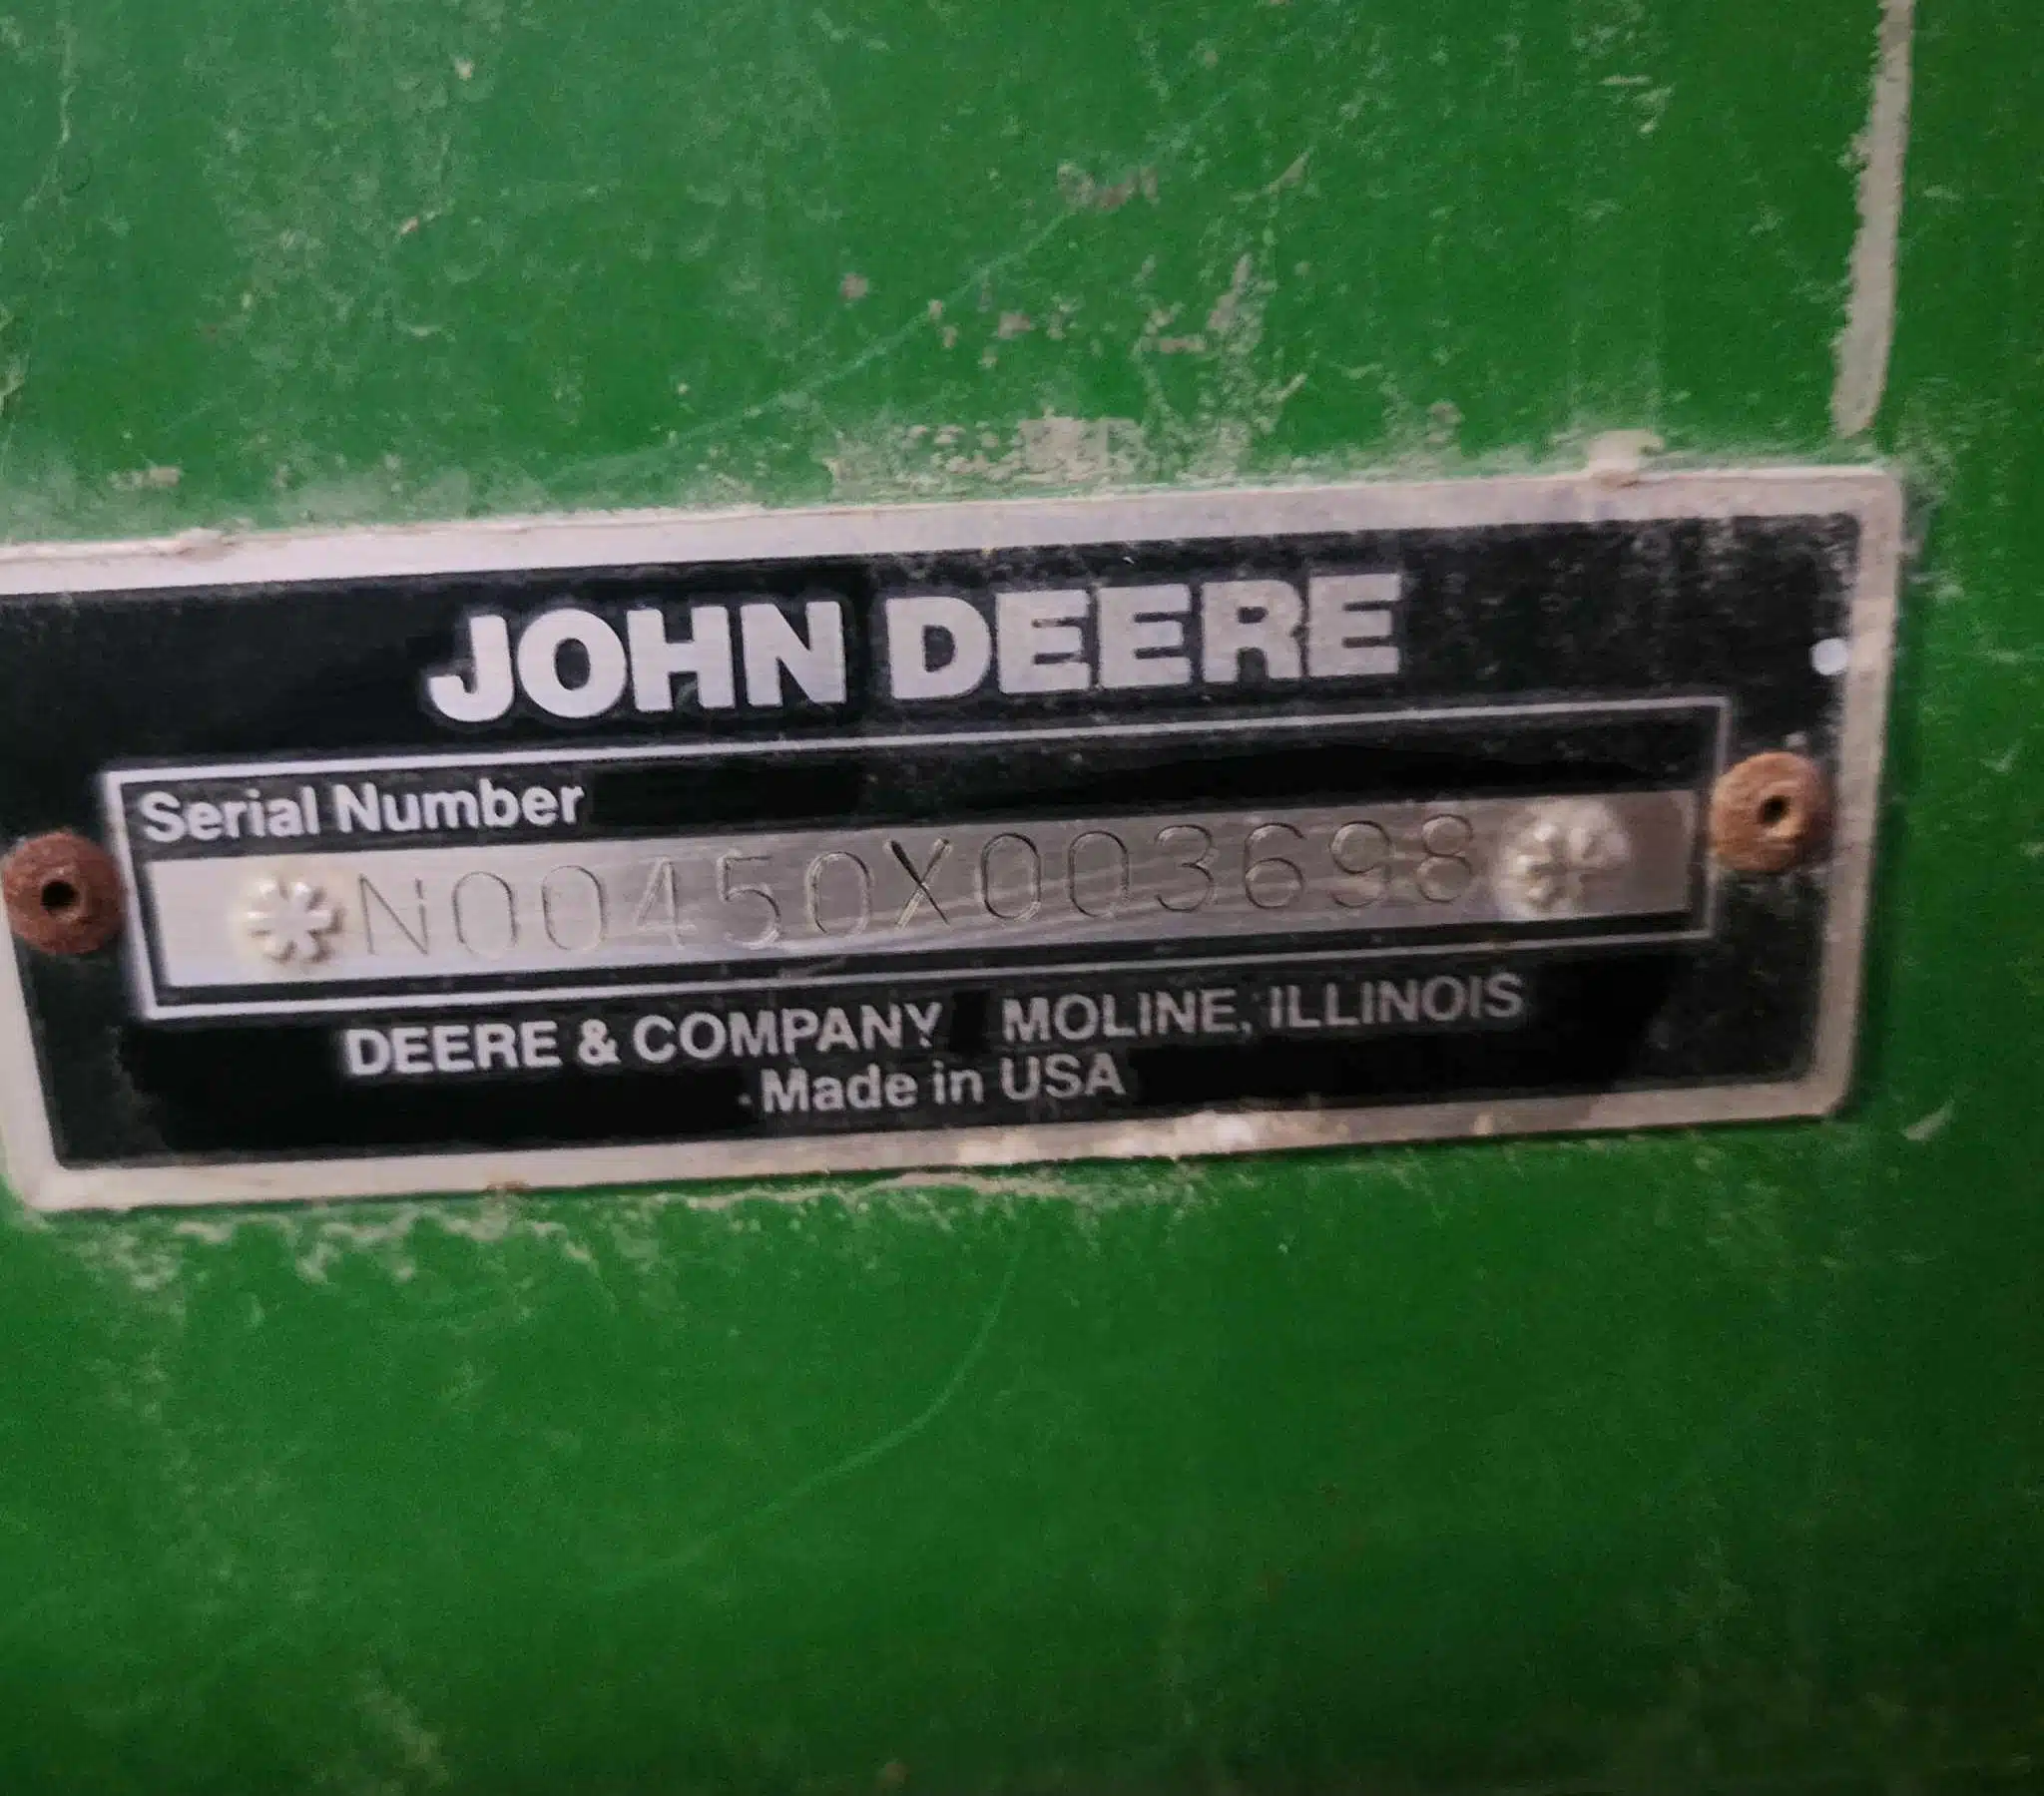 JOHN DEERE
Serial Number
*N00450X003698*
DEERE & COMPANY MOLINE, ILLINOIS
Made in USA